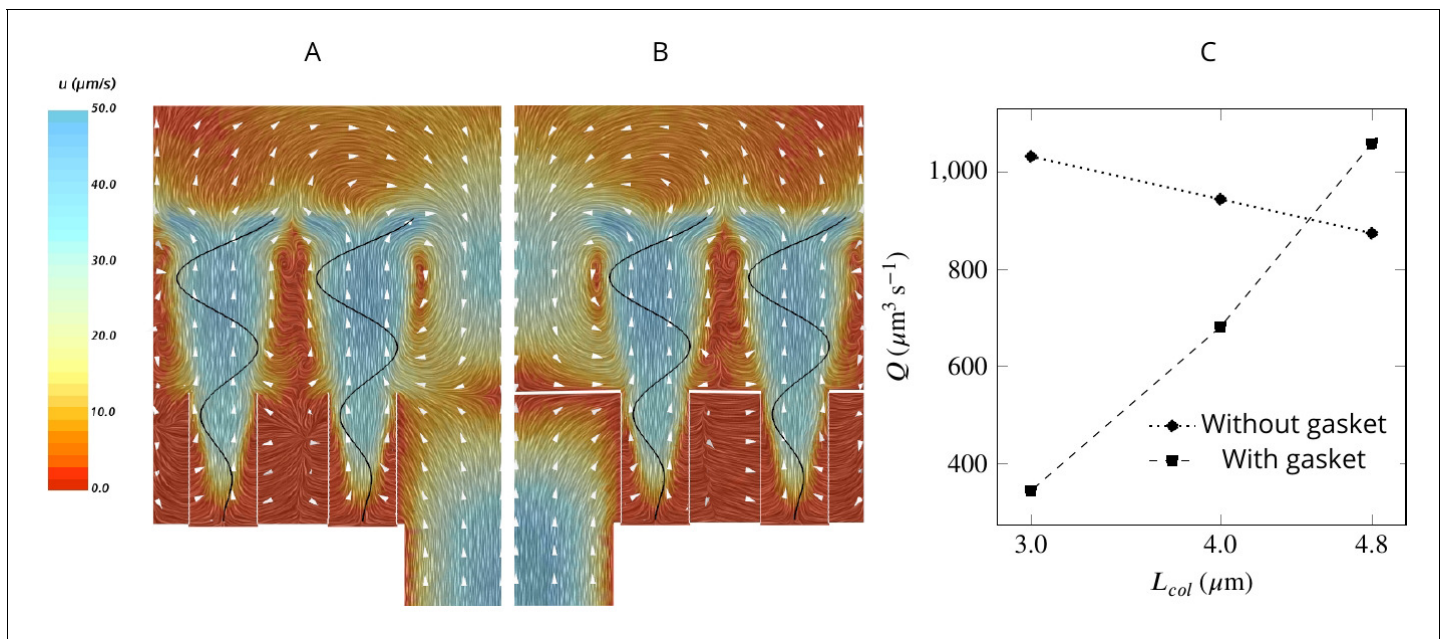 A
B
C
u (µm/s)
50.0
40.0
30.0
20.0
10.0
0.0
Q (µm³ s⁻¹)
1,000
800
600
400
Without gasket
With gasket
3.0
4.0
4.8
L_col (µm)